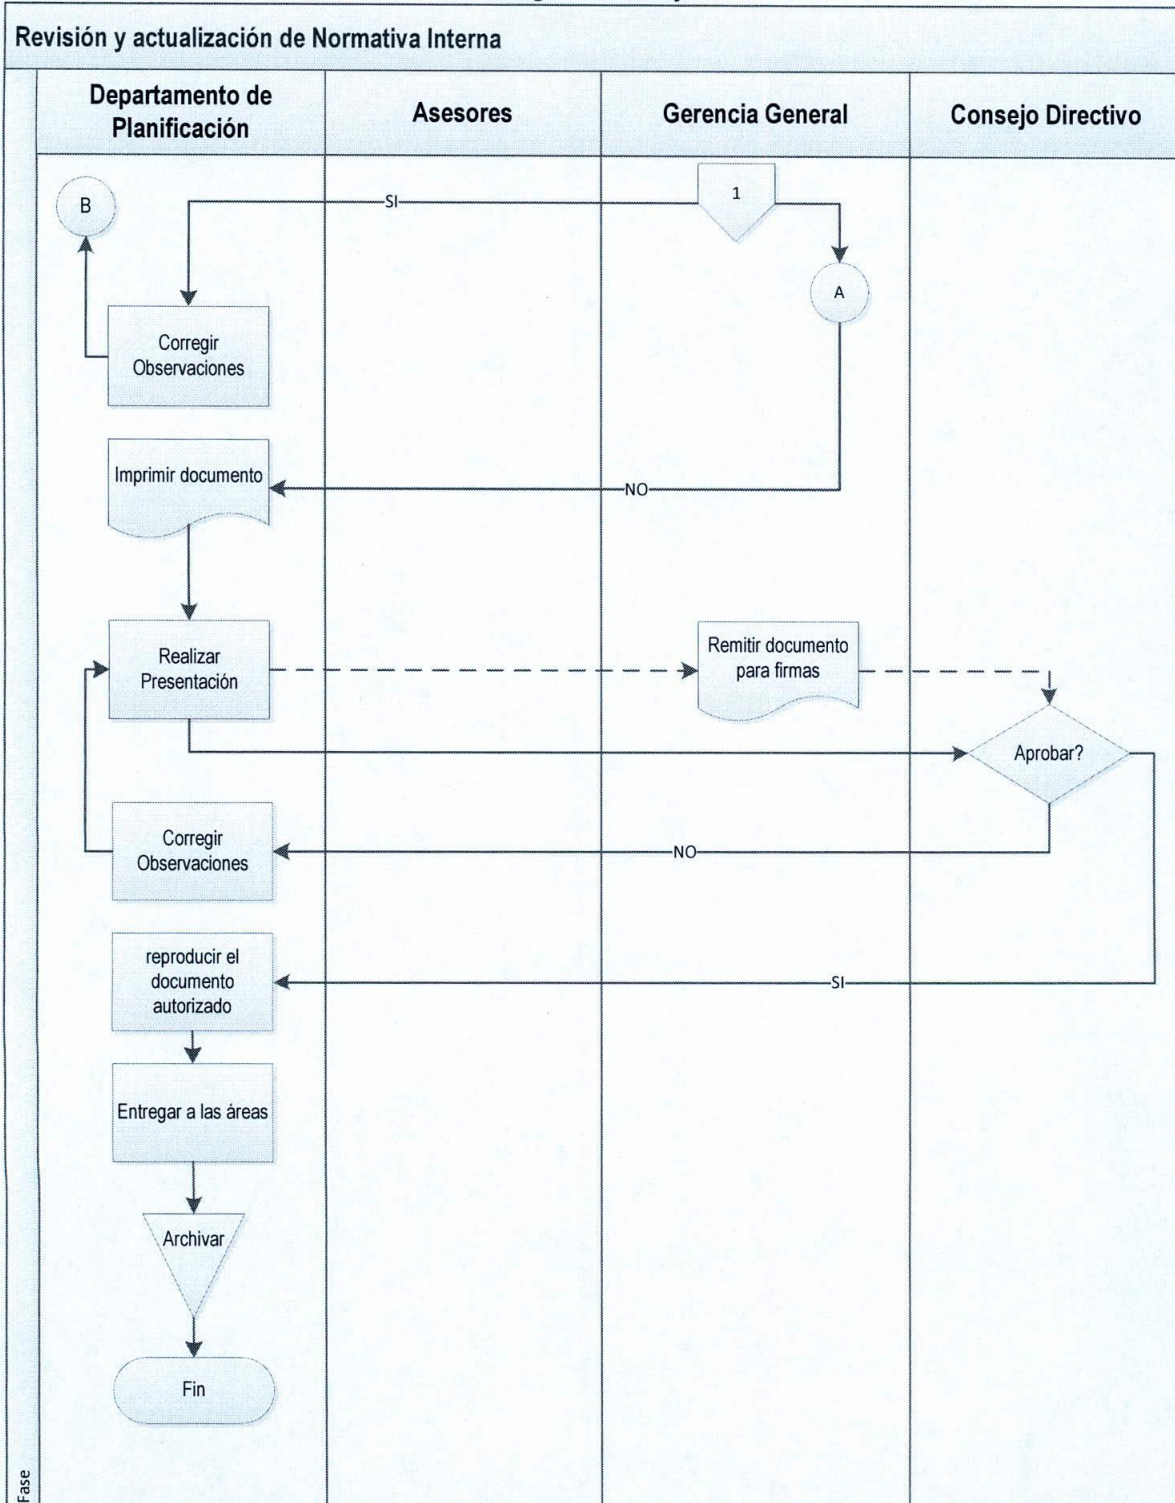 Revisión y actualización de Normativa Interna
Departamento de
Planificación
Asesores
Gerencia General
Consejo Directivo
B
SI
1
A
Corregir
Observaciones
Imprimir documento
NO
Realizar
Presentación
Remitir documento
para firmas
Aprobar?
Corregir
Observaciones
NO
reproducir el
documento
autorizado
SI
Entregar a las áreas
Archivar
Fin
Fase